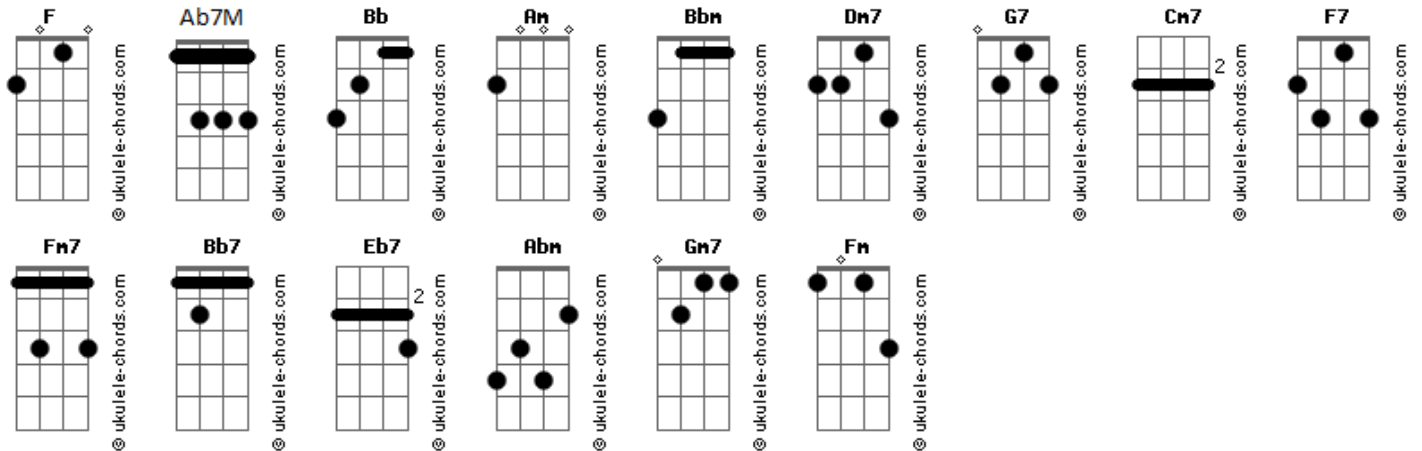 F Ab7M Bb Am Bbm Dm7 G7 Cm7 F7
2
© ukulele-chords.com © ukulele-chords.com © ukulele-chords.com © ukulele-chords.com © ukulele-chords.com © ukulele-chords.com © ukulele-chords.com © ukulele-chords.com © ukulele-chords.com
Fm7 Bb7 Eb7 Abm Gm7 Fm
2
© ukulele-chords.com © ukulele-chords.com © ukulele-chords.com © ukulele-chords.com © ukulele-chords.com © ukulele-chords.com